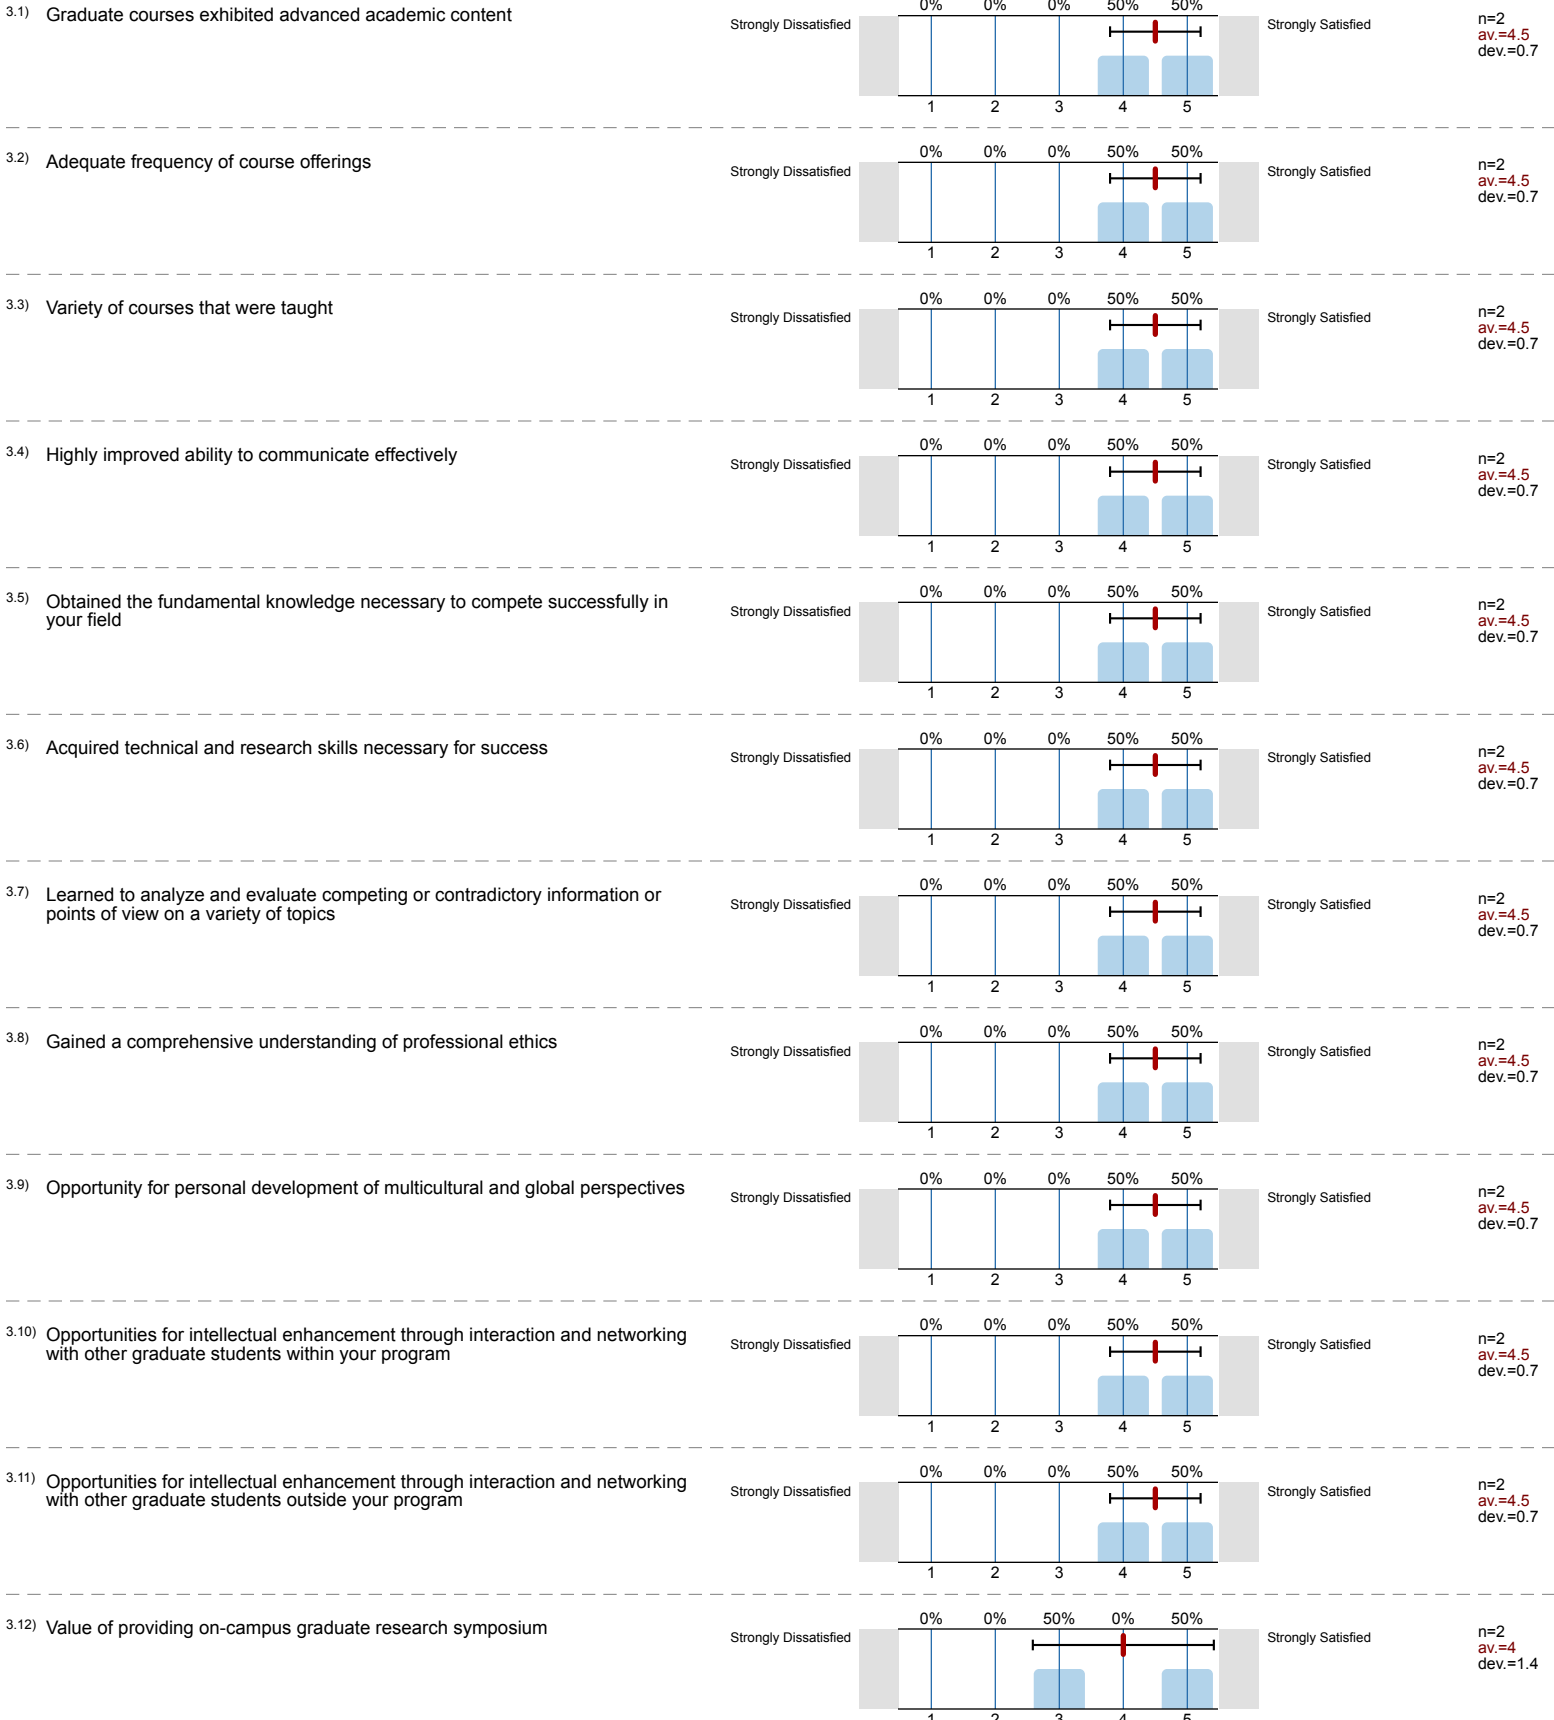 3.1) Graduate courses exhibited advanced academic content
0% 0% 0% 50% 50%
Strongly Dissatisfied Strongly Satisfied
n=2
av.=4.5
dev.=0.7
1 2 3 4 5
3.2) Adequate frequency of course offerings
0% 0% 0% 50% 50%
Strongly Dissatisfied Strongly Satisfied
n=2
av.=4.5
dev.=0.7
1 2 3 4 5
3.3) Variety of courses that were taught
0% 0% 0% 50% 50%
Strongly Dissatisfied Strongly Satisfied
n=2
av.=4.5
dev.=0.7
1 2 3 4 5
3.4) Highly improved ability to communicate effectively
0% 0% 0% 50% 50%
Strongly Dissatisfied Strongly Satisfied
n=2
av.=4.5
dev.=0.7
1 2 3 4 5
3.5) Obtained the fundamental knowledge necessary to compete successfully in
your field
0% 0% 0% 50% 50%
Strongly Dissatisfied Strongly Satisfied
n=2
av.=4.5
dev.=0.7
1 2 3 4 5
3.6) Acquired technical and research skills necessary for success
0% 0% 0% 50% 50%
Strongly Dissatisfied Strongly Satisfied
n=2
av.=4.5
dev.=0.7
1 2 3 4 5
3.7) Learned to analyze and evaluate competing or contradictory information or
points of view on a variety of topics
0% 0% 0% 50% 50%
Strongly Dissatisfied Strongly Satisfied
n=2
av.=4.5
dev.=0.7
1 2 3 4 5
3.8) Gained a comprehensive understanding of professional ethics
0% 0% 0% 50% 50%
Strongly Dissatisfied Strongly Satisfied
n=2
av.=4.5
dev.=0.7
1 2 3 4 5
3.9) Opportunity for personal development of multicultural and global perspectives
0% 0% 0% 50% 50%
Strongly Dissatisfied Strongly Satisfied
n=2
av.=4.5
dev.=0.7
1 2 3 4 5
3.10) Opportunities for intellectual enhancement through interaction and networking
with other graduate students within your program
0% 0% 0% 50% 50%
Strongly Dissatisfied Strongly Satisfied
n=2
av.=4.5
dev.=0.7
1 2 3 4 5
3.11) Opportunities for intellectual enhancement through interaction and networking
with other graduate students outside your program
0% 0% 0% 50% 50%
Strongly Dissatisfied Strongly Satisfied
n=2
av.=4.5
dev.=0.7
1 2 3 4 5
3.12) Value of providing on-campus graduate research symposium
0% 0% 50% 0% 50%
Strongly Dissatisfied Strongly Satisfied
n=2
av.=4
dev.=1.4
1 2 3 4 5